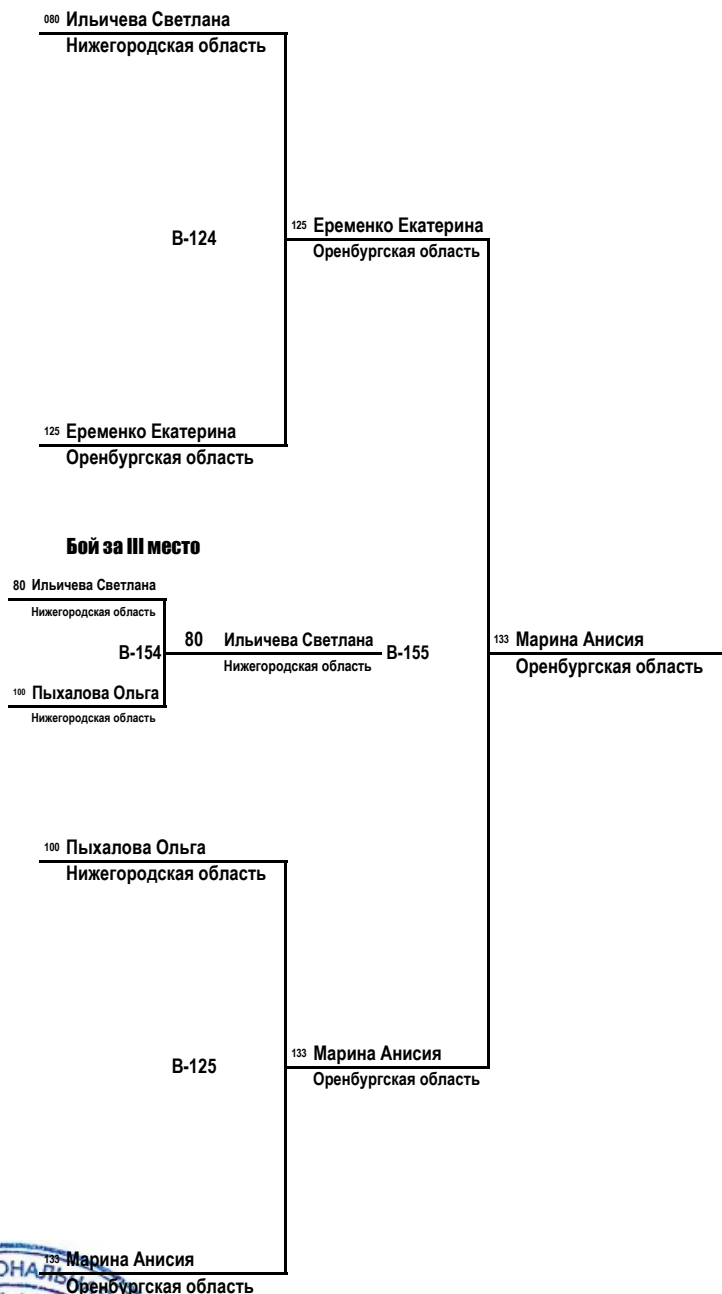 080 Ильичева Светлана
Нижегородская область
125 Еременко Екатерина
В-124
Оренбургская область
125 Еременко Екатерина
Оренбургская область
Бой за III место
80 Ильичева Светлана
Нижегородская область
В-154
80 Ильичева Светлана
Нижегородская область
В-155
133 Марина Анисия
Оренбургская область
100 Пыхалова Ольга
Нижегородская область
100 Пыхалова Ольга
Нижегородская область
В-125
133 Марина Анисия
Оренбургская область
133 Марина Анисия
Оренбургская область